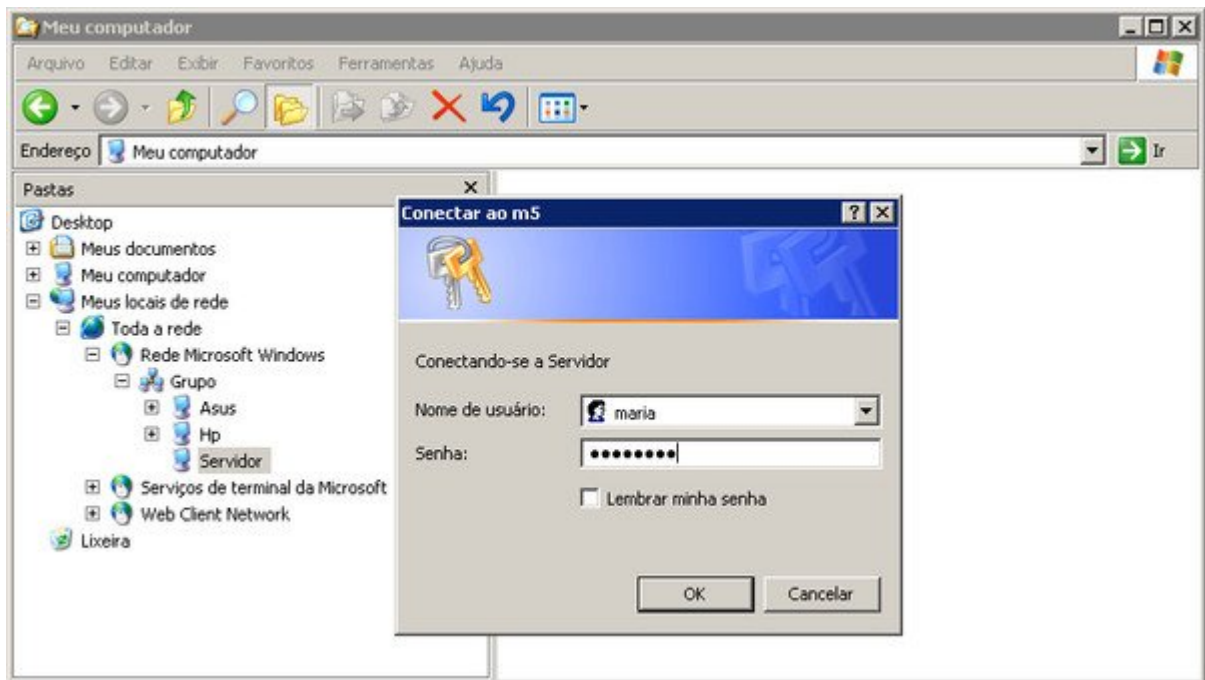 Meu computador
Arquivo Editar Exibir Favoritos Ferramentas Ajuda
Endereço Meu computador Ir
Pastas
Desktop
Meus documentos
Meu computador
Meus locais de rede
Toda a rede
Rede Microsoft Windows
Grupo
Asus
Hp
Servidor
Serviços de terminal da Microsoft
Web Client Network
Lixeira
Conectar ao m5
Conectando-se a Servidor
Nome de usuário: maria
Senha: ●●●●●●●●●
Lembrar minha senha
OK Cancelar